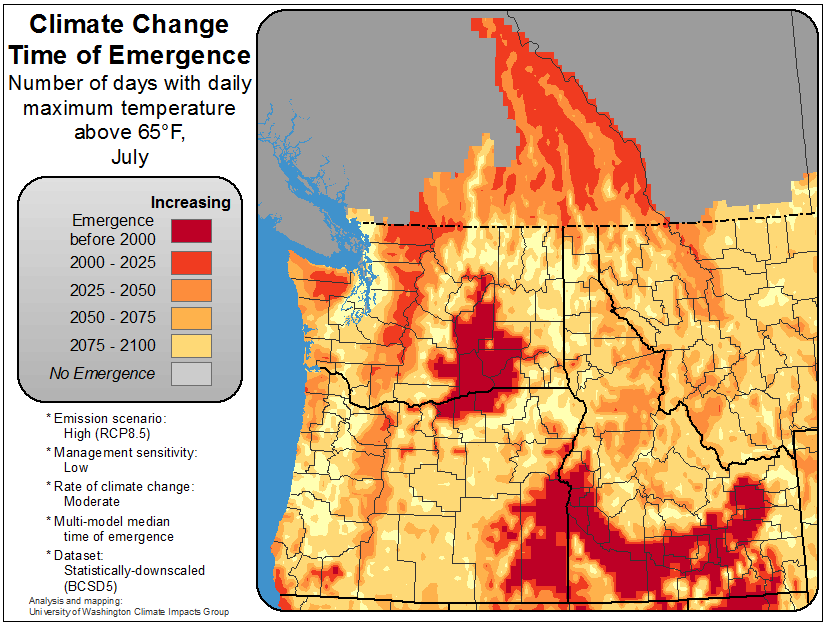 Climate Change
Time of Emergence
Number of days with daily
maximum temperature
above 65°F,
July
Increasing
Emergence
before 2000
2000 - 2025
2025 - 2050
2050 - 2075
2075 - 2100
No Emergence
* Emission scenario:
High (RCP8.5)
* Management sensitivity:
Low
* Rate of climate change:
Moderate
* Multi-model median
time of emergence
* Dataset:
Statistically-downscaled
(BCSD5)
Analysis and mapping:
University of Washington Climate Impacts Group